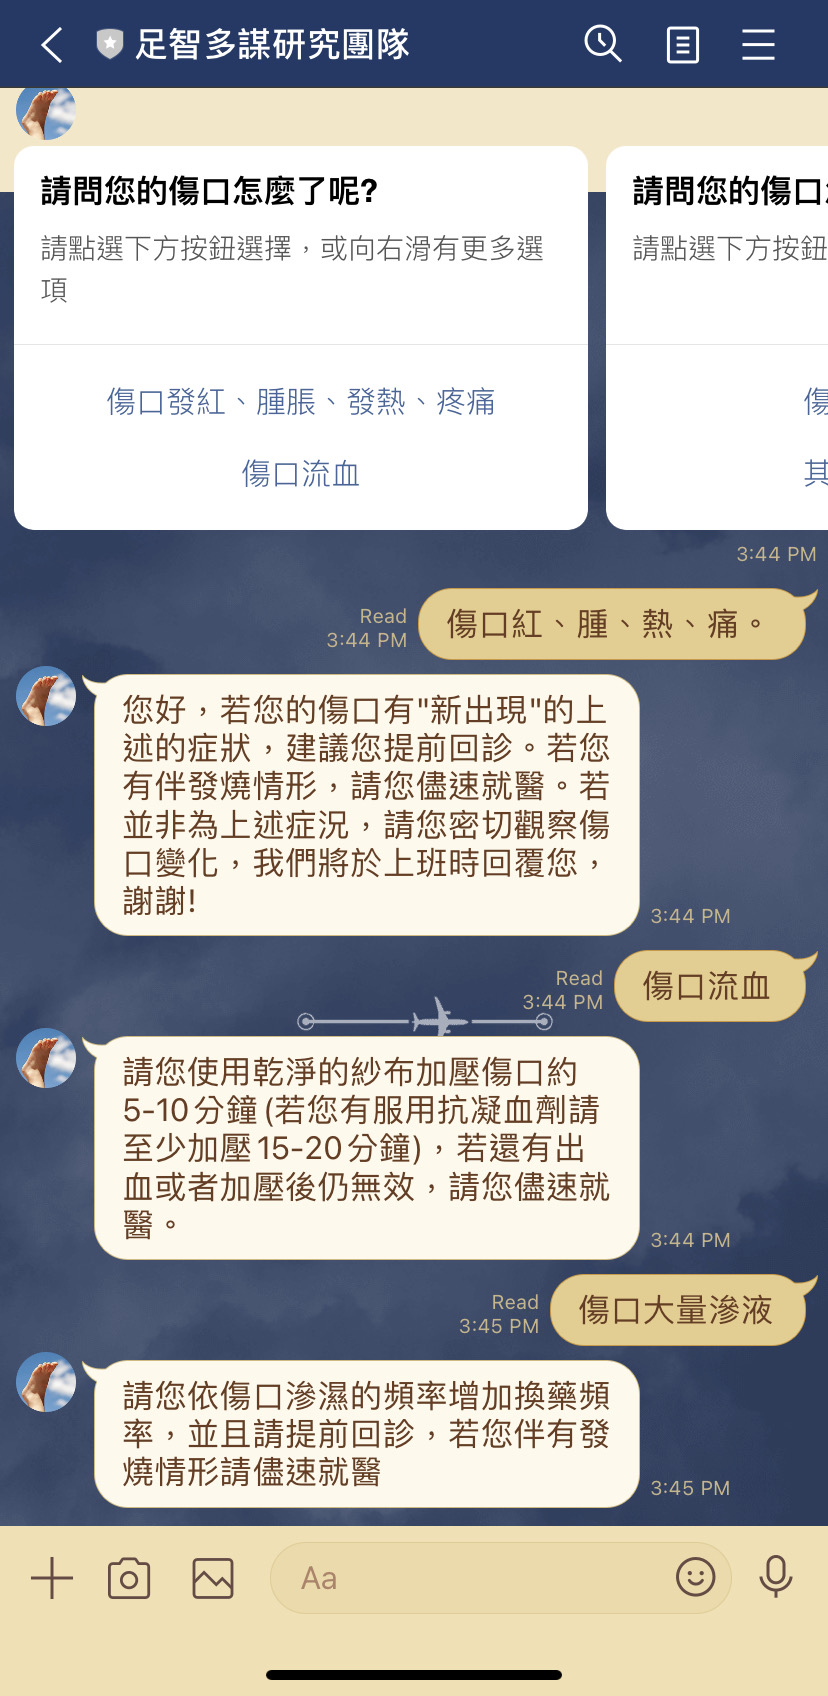 足智多謀研究團隊
請問您的傷口怎麼了呢?
請點選下方按鈕選擇，或向右滑有更多選
項
傷口發紅、腫脹、發熱、疼痛
傷口流血
請問您的傷口
請點選下方按鈕
傷
其
3:44 PM
Read
3:44 PM
傷口紅、腫、熱、痛。
您好，若您的傷口有"新出現"的上
述的症狀，建議您提前回診。若您
有伴發燒情形，請您儘速就醫。若
並非為上述症況，請您密切觀察傷
口變化，我們將於上班時回覆您，
謝謝!
3:44 PM
Read
3:44 PM
傷口流血
請您使用乾淨的紗布加壓傷口約
5-10分鐘(若您有服用抗凝血劑請
至少加壓15-20分鐘)，若還有出
血或者加壓後仍無效，請您儘速就
醫。
3:44 PM
Read
3:45 PM
傷口大量滲液
請您依傷口滲濕的頻率增加換藥頻
率，並且請提前回診，若您伴有發
燒情形請儘速就醫
3:45 PM
Aa